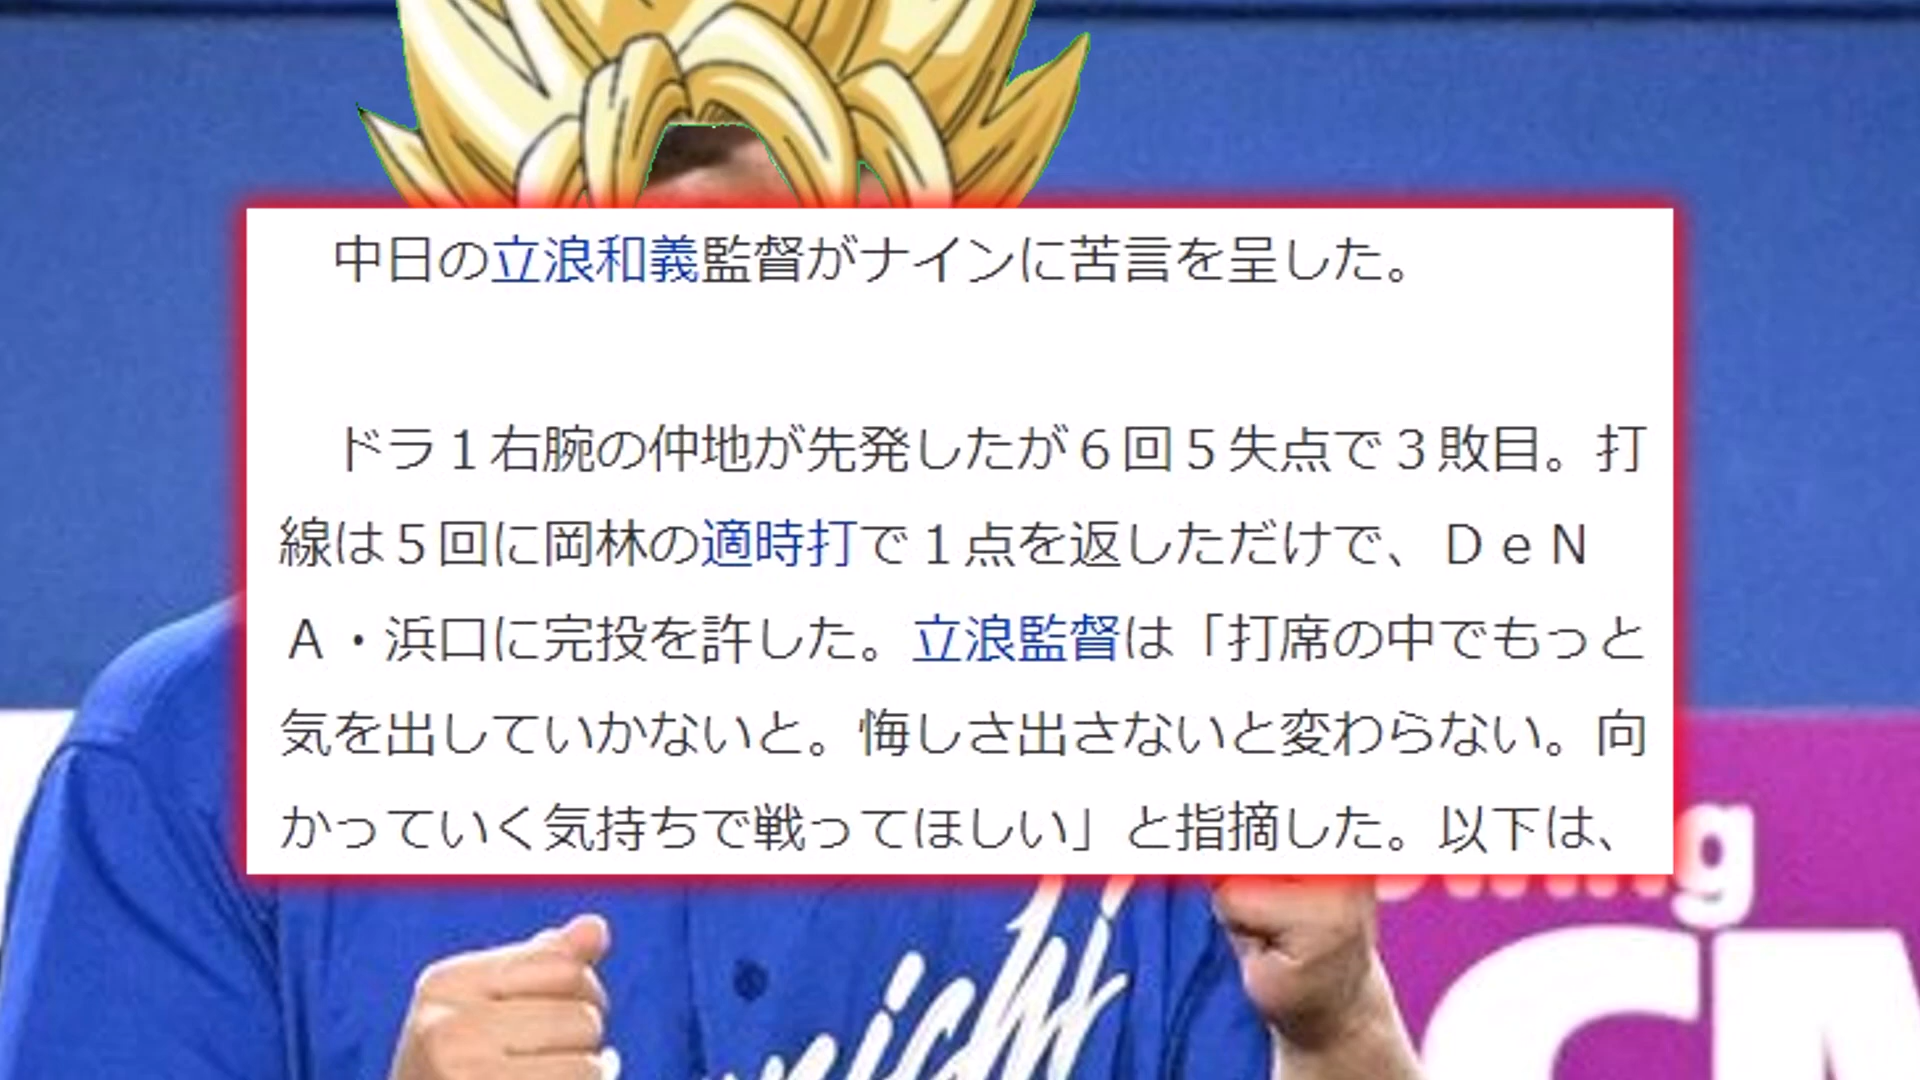 中日の立浪和義監督がナインに苦言を呈した。
ドラ１右腕の仲地が先発したが６回５失点で３敗目。打
線は５回に岡林の適時打で１点を返しただけで、ＤｅＮ
Ａ・浜口に完投を許した。立浪監督は「打席の中でもっと
気を出していかないと。悔しさ出さないと変わらない。向
かっていく気持ちで戦ってほしい」と指摘した。以下は、